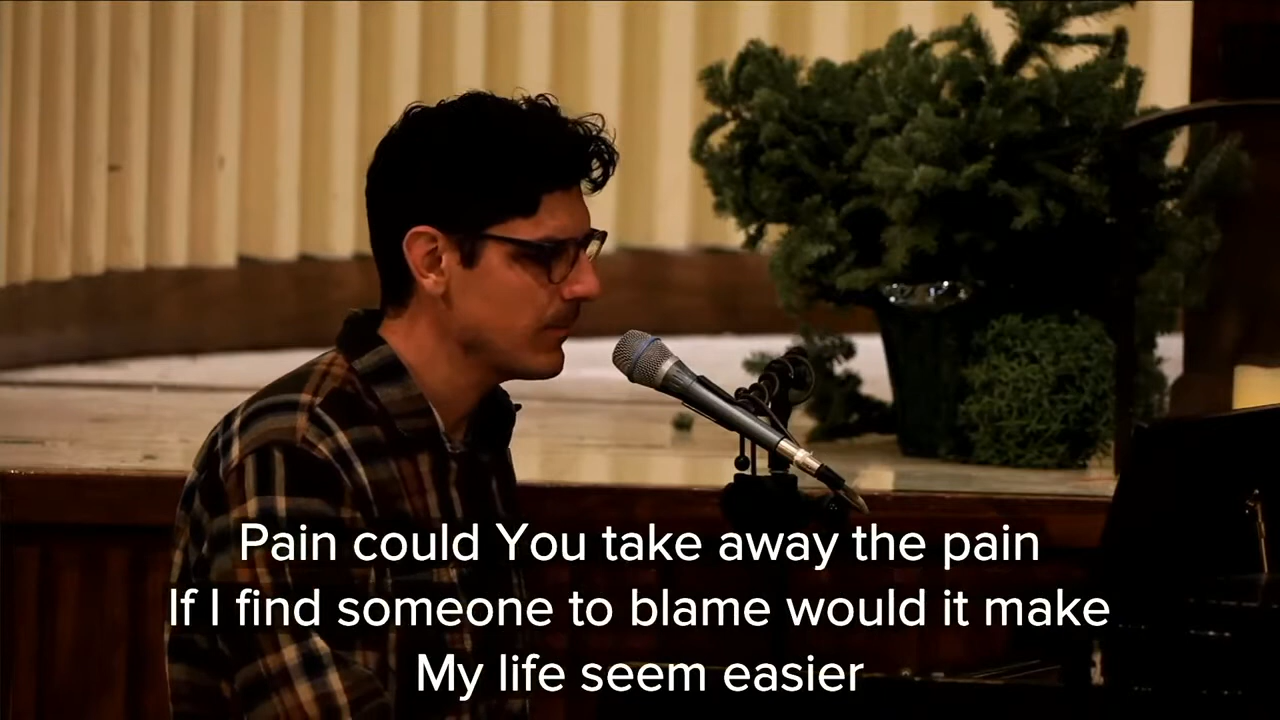 Pain could You take away the pain
If I find someone to blame would it make
My life seem easier